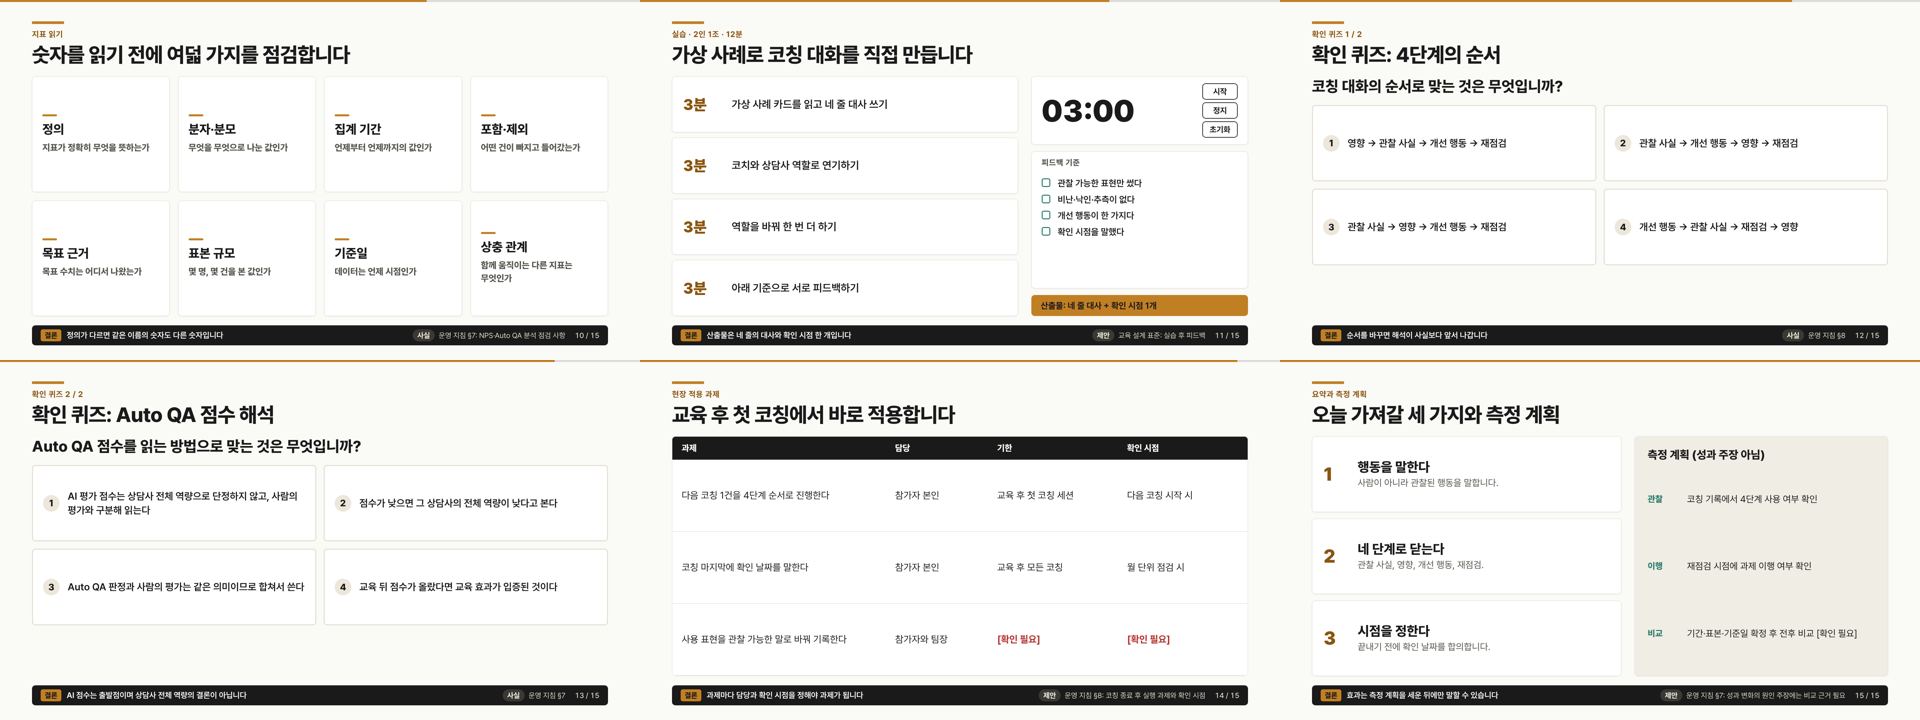 지표 읽기
숫자를 읽기 전에 여덟 가지를 점검합니다
정의
지표가 정확히 무엇을 뜻하는가
분자·분모
무엇을 무엇으로 나눈 값인가
집계 기간
언제부터 언제까지의 값인가
포함·제외
어떤 건이 빠지고 들어갔는가
목표 근거
목표 수치는 어디서 나왔는가
표본 규모
몇 명, 몇 건을 본 값인가
기준일
데이터는 언제 시점인가
상충 관계
함께 움직이는 다른 지표는
무엇인가
결론 정의가 다르면 같은 이름의 숫자도 다른 숫자입니다 사실 운영 지침 §7: NPS·Auto QA 분석 점검 사항 10 / 15
실습 · 2인 1조 · 12분
가상 사례로 코칭 대화를 직접 만듭니다
3분 가상 사례 카드를 읽고 네 줄 대사 쓰기
3분 코치와 상담사 역할로 연기하기
3분 역할을 바꿔 한 번 더 하기
3분 아래 기준으로 서로 피드백하기
03:00
시작
정지
초기화
피드백 기준
관찰 가능한 표현만 썼다
비난·낙인·추측이 없다
개선 행동이 한 가지다
확인 시점을 말했다
산출물: 네 줄 대사 + 확인 시점 1개
결론 산출물은 네 줄의 대사와 확인 시점 한 개입니다 제안 교육 설계 표준: 실습 후 피드백 11 / 15
확인 퀴즈 1 / 2
확인 퀴즈: 4단계의 순서
코칭 대화의 순서로 맞는 것은 무엇입니까?
1 영향 → 관찰 사실 → 개선 행동 → 재점검
2 관찰 사실 → 개선 행동 → 영향 → 재점검
3 관찰 사실 → 영향 → 개선 행동 → 재점검
4 개선 행동 → 관찰 사실 → 재점검 → 영향
결론 순서를 바꾸면 해석이 사실보다 앞서 나갑니다 사실 운영 지침 §8 12 / 15
확인 퀴즈 2 / 2
확인 퀴즈: Auto QA 점수 해석
Auto QA 점수를 읽는 방법으로 맞는 것은 무엇입니까?
1 AI 평가 점수는 상담사 전체 역량으로 단정하지 않고, 사람의
평가와 구분해 읽는다
2 점수가 낮으면 그 상담사의 전체 역량이 낮다고 본다
3 Auto QA 판정과 사람의 평가는 같은 의미이므로 합쳐서 쓴다
4 교육 뒤 점수가 올랐다면 교육 효과가 입증된 것이다
결론 AI 점수는 출발점이며 상담사 전체 역량의 결론이 아닙니다 사실 운영 지침 §7 13 / 15
현장 적용 과제
교육 후 첫 코칭에서 바로 적용합니다
과제 담당 기한 확인 시점
다음 코칭 1건을 4단계 순서로 진행한다 참가자 본인 교육 후 첫 코칭 세션 다음 코칭 시작 시
코칭 마지막에 확인 날짜를 말한다 참가자 본인 교육 후 모든 코칭 월 단위 점검 시
사용 표현을 관찰 가능한 말로 바꿔 기록한다 참가자와 팀장 [확인 필요] [확인 필요]
결론 과제마다 담당과 확인 시점을 정해야 과제가 됩니다 제안 운영 지침 §8: 코칭 종료 후 실행 과제와 확인 시점 14 / 15
요약과 측정 계획
오늘 가져갈 세 가지와 측정 계획
1 행동을 말한다
사람이 아니라 관찰된 행동을 말합니다.
2 네 단계로 닫는다
관찰 사실, 영향, 개선 행동, 재점검.
3 시점을 정한다
끝내기 전에 확인 날짜를 합의합니다.
측정 계획 (성과 주장 아님)
관찰 코칭 기록에서 4단계 사용 여부 확인
이행 재점검 시점에 과제 이행 여부 확인
비교 기간·표본·기준일 확정 후 전후 비교 [확인 필요]
결론 효과는 측정 계획을 세운 뒤에만 말할 수 있습니다 제안 운영 지침 §7: 성과 변화의 원인 주장에는 비교 근거 필요 15 / 15